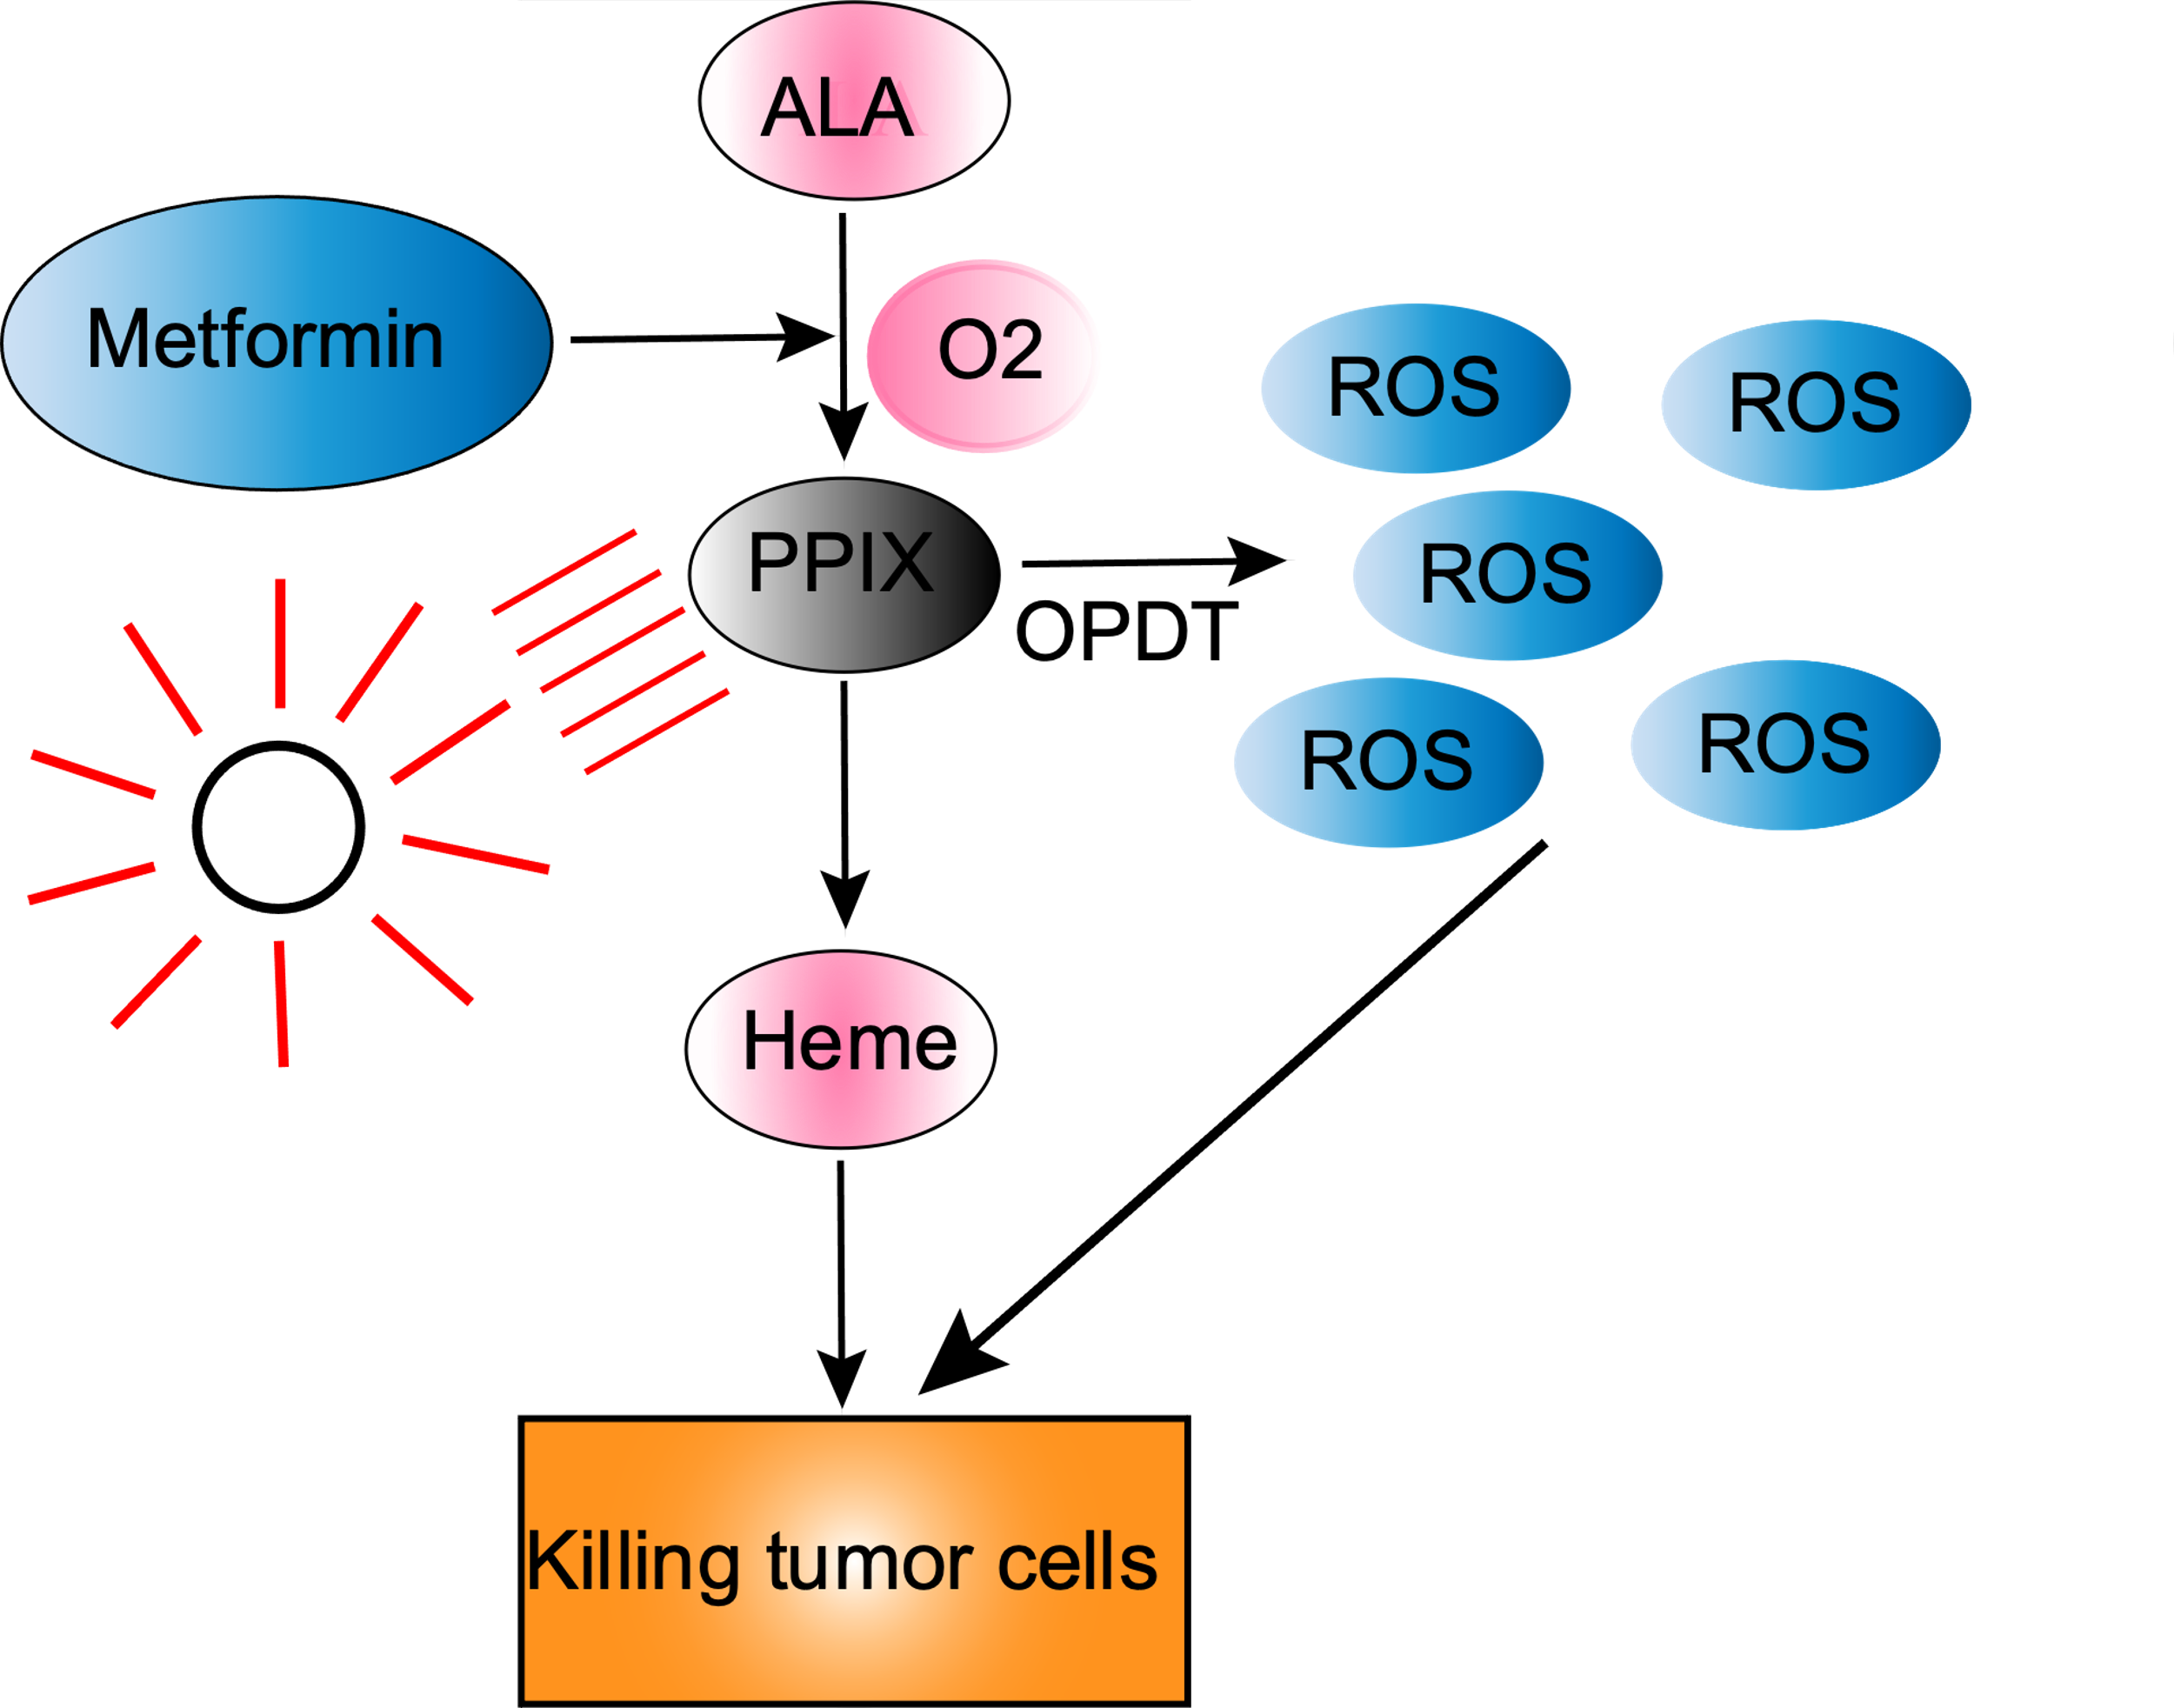 ALA
Metformin
O2
ROS
ROS
PPIX
ROS
OPDT
ROS
ROS
Heme
Killing tumor cells